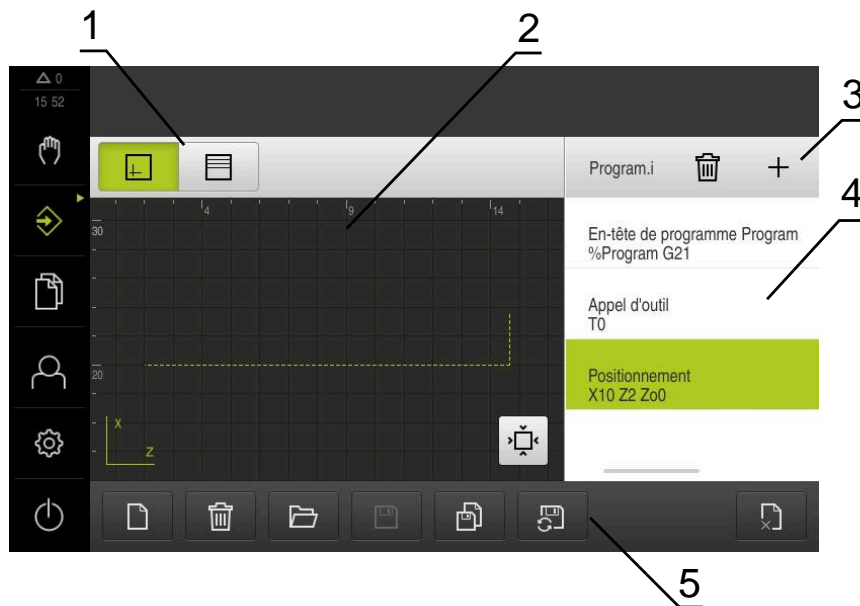 1
2
3
4
5
0
15 52
Program.i
4
9
14
30
20
X
Z
En-tête de programme Program
%Program G21
Appel d'outil
T0
Positionnement
X10 Z2 Zo0